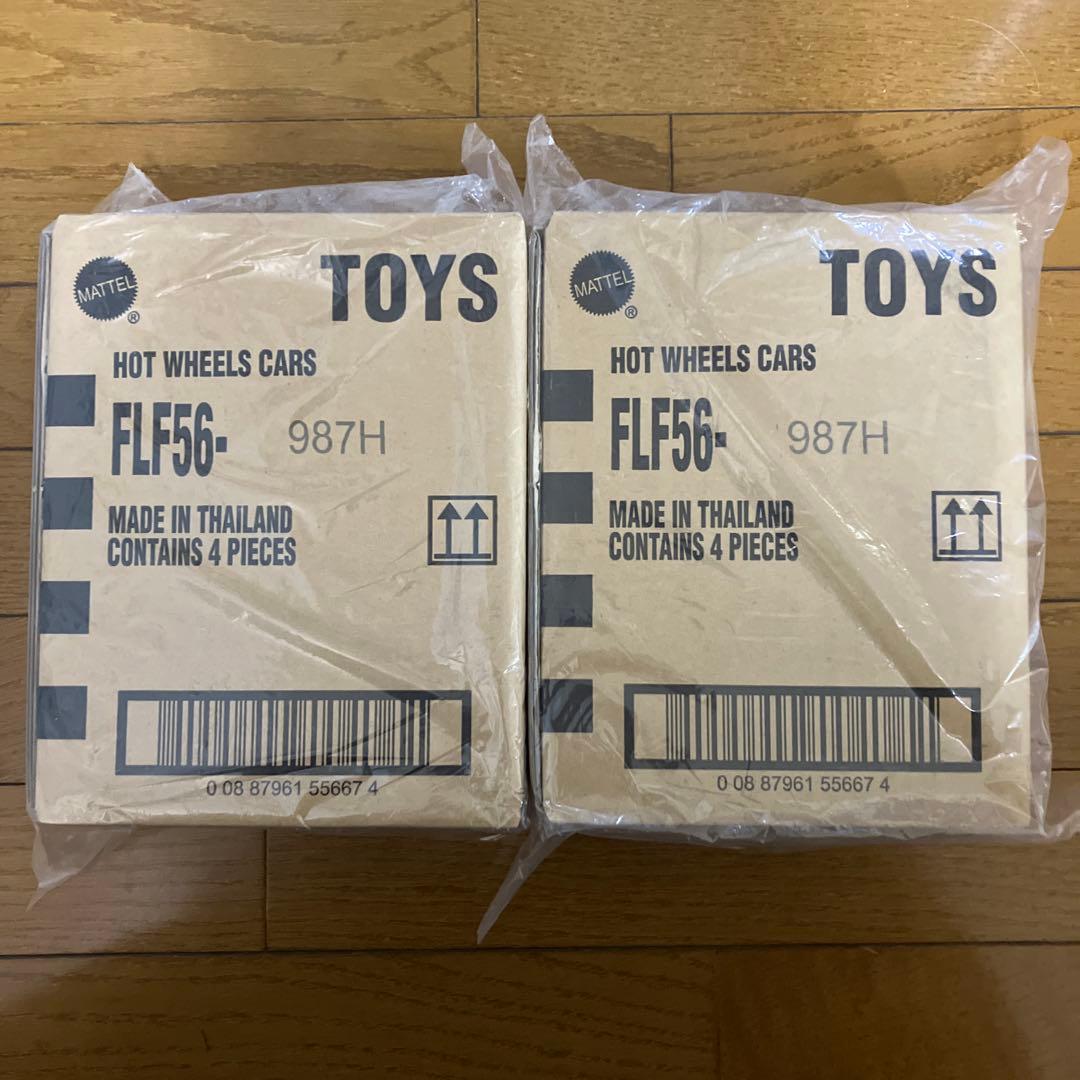 MATTEL
®
TOYS
HOT WHEELS CARS
FLF56- 987H
MADE IN THAILAND
CONTAINS 4 PIECES
0 08 87961 55667 4
MATTEL
®
TOYS
HOT WHEELS CARS
FLF56- 987H
MADE IN THAILAND
CONTAINS 4 PIECES
0 08 87961 55667 4